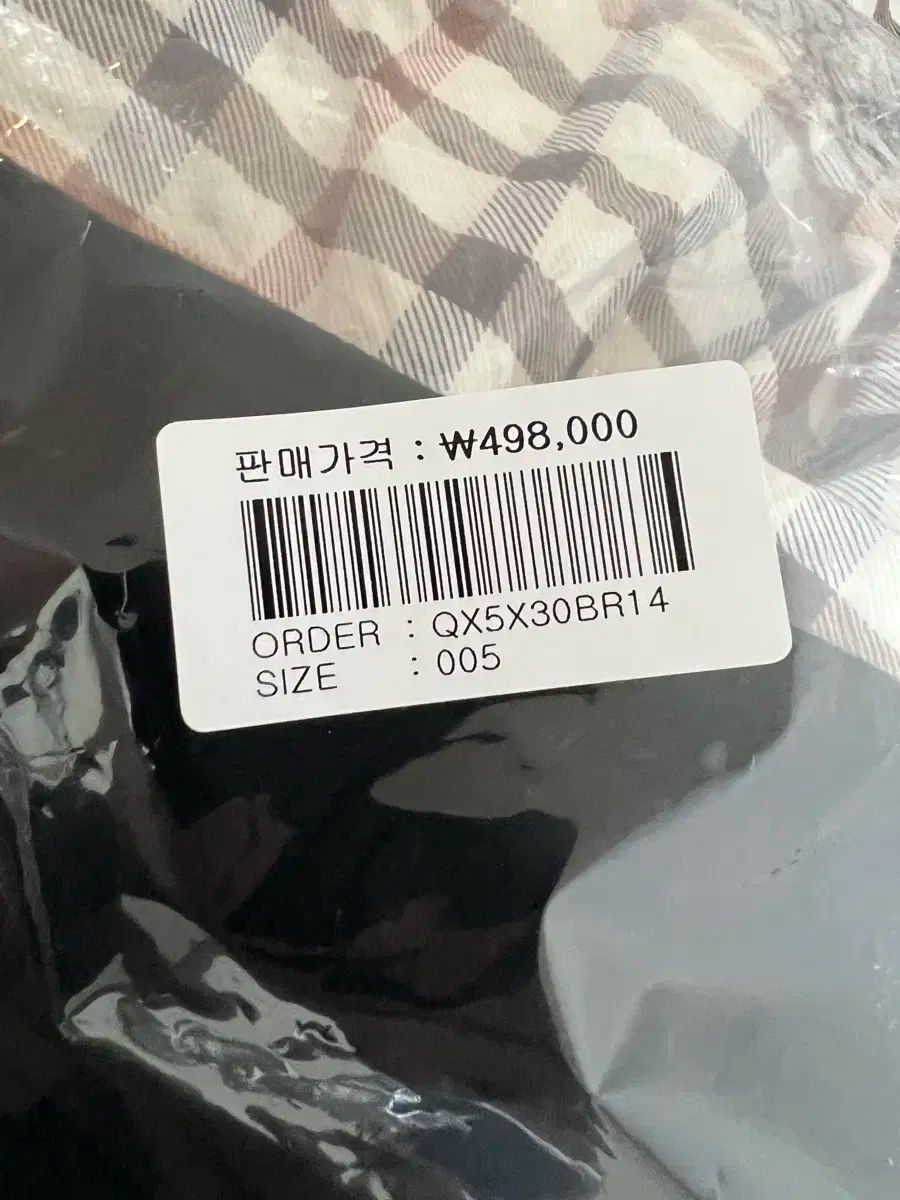 판매가격 : ₩498,000
ORDER : QX5X30BR14
SIZE : 005